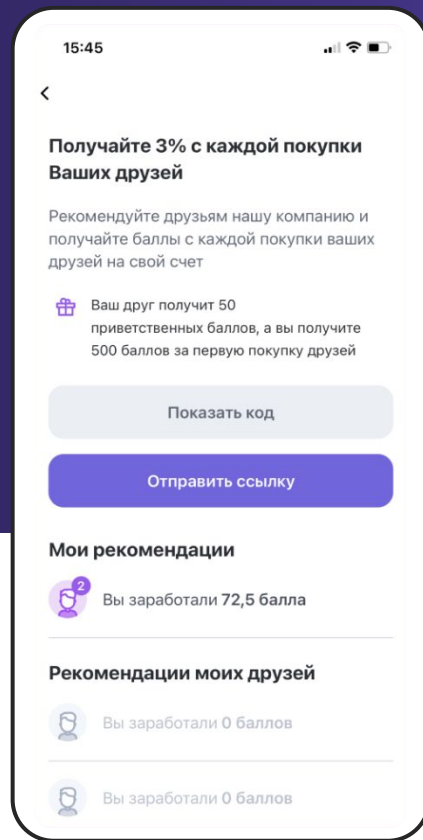 15:45
Получайте 3% с каждой покупки
Ваших друзей
Рекомендуйте друзьям нашу компанию и
получайте баллы с каждой покупки ваших
друзей на свой счет
Ваш друг получит 50
приветственных баллов, а вы получите
500 баллов за первую покупку друзей
Показать код
Отправить ссылку
Мои рекомендации
2
Вы заработали 72,5 балла
Рекомендации моих друзей
Вы заработали 0 баллов
Вы заработали 0 баллов